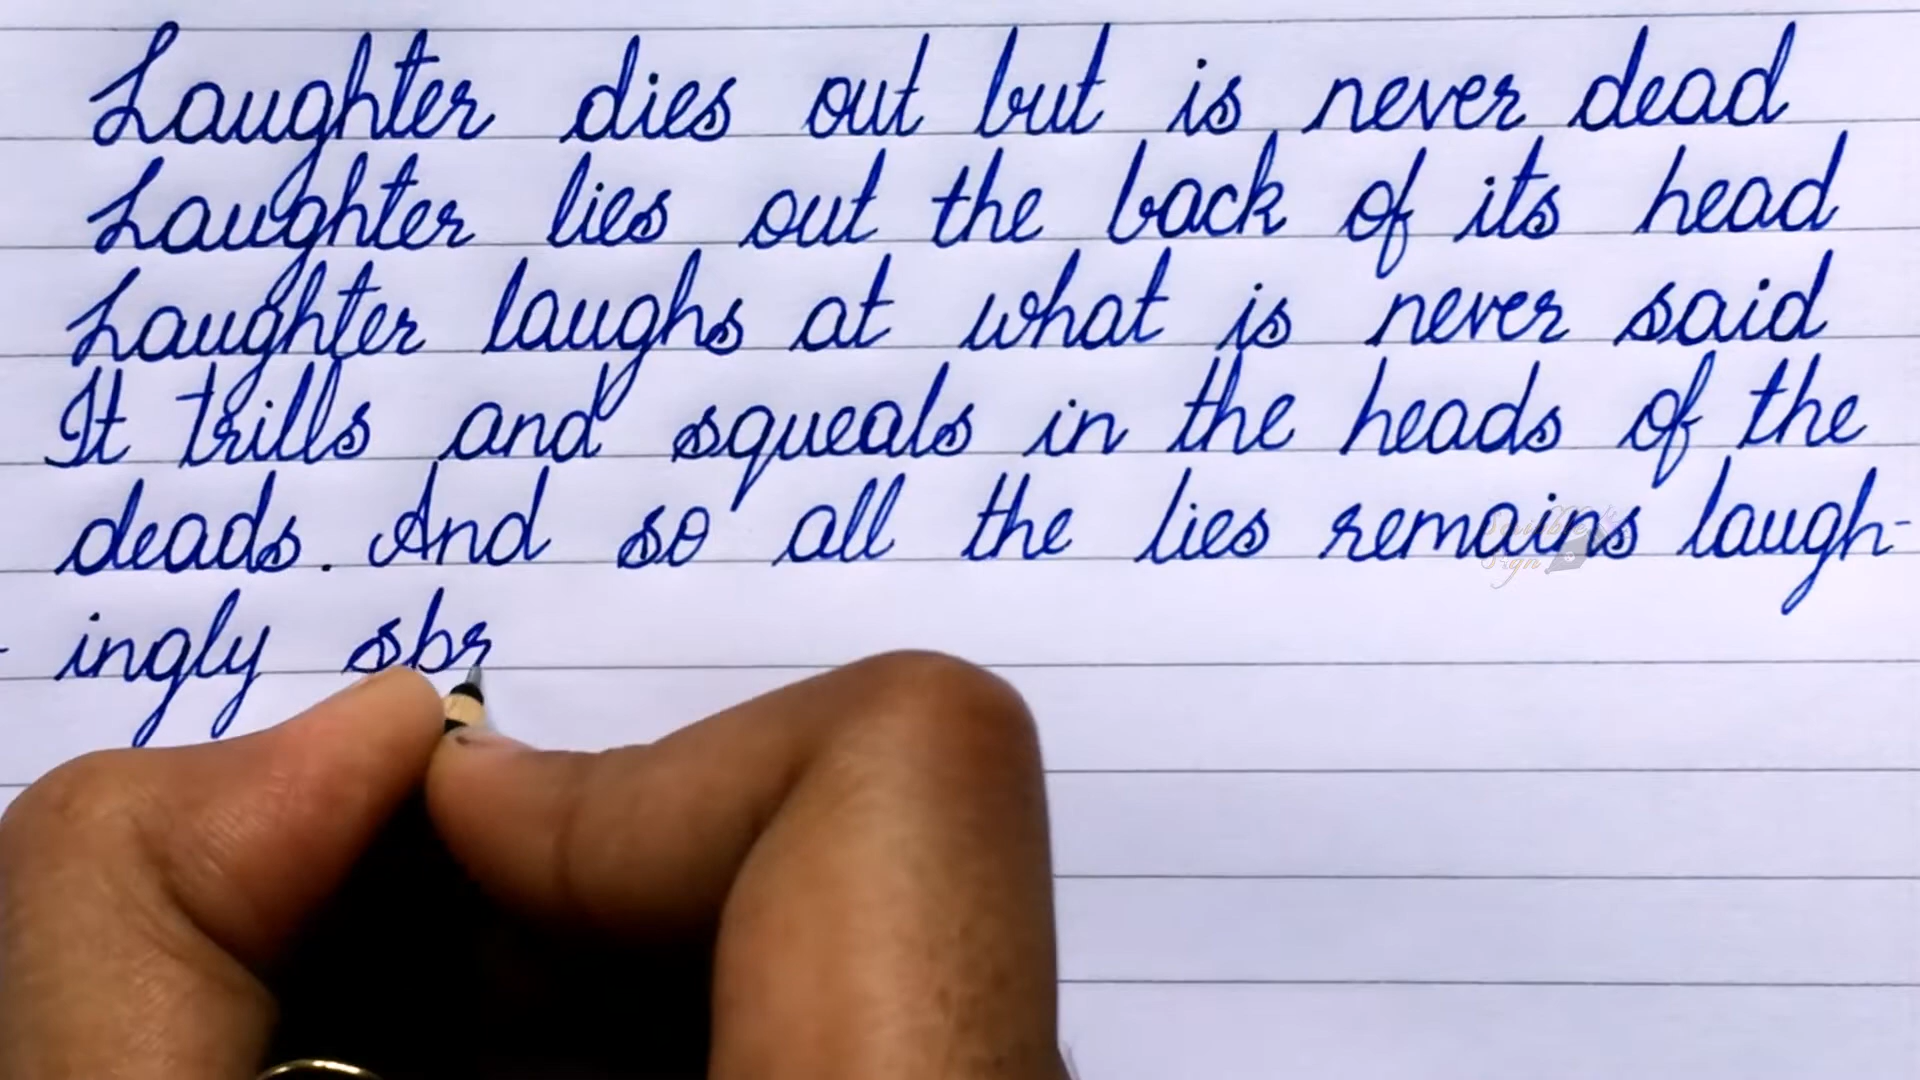 Laughter dies out but is never dead
Laughter lies out the back of its head
Laughter laughs at what is never said
It trills and squeals in the heads of the
deads. And so all the lies remains laugh-
- ingly sbr